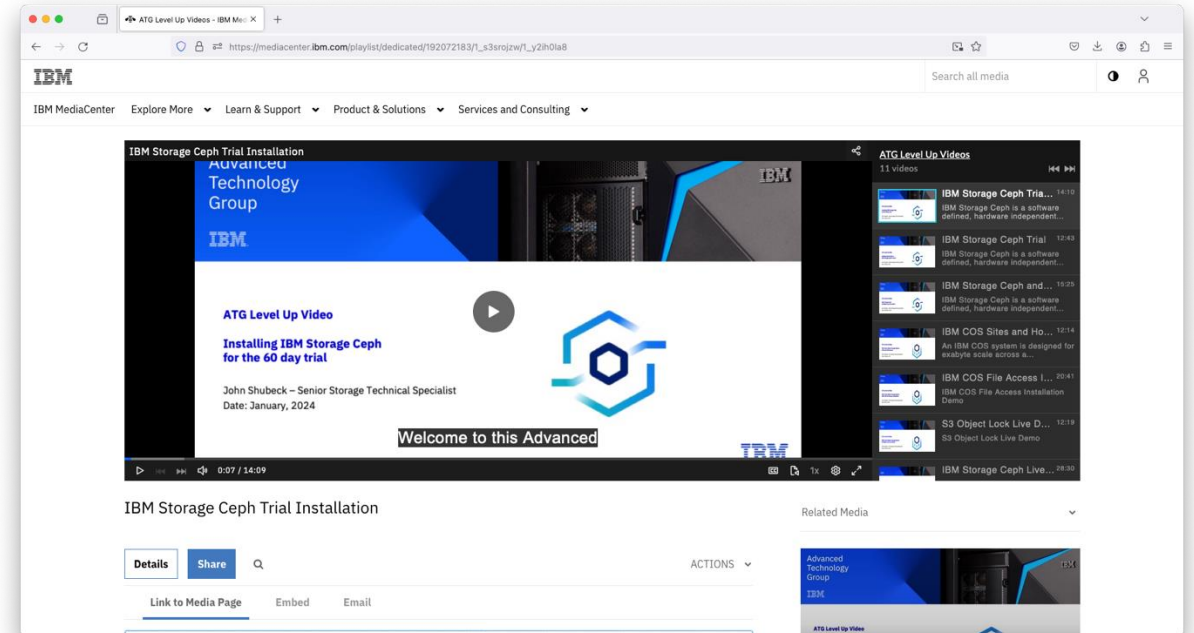 ATG Level Up Videos - IBM Med
https://mediacenter.ibm.com/playlist/dedicated/192072183/1_s3srojzw/1_y2ih0la8
IBM
Search all media
IBM MediaCenter Explore More Learn & Support Product & Solutions Services and Consulting
IBM Storage Ceph Trial Installation
Advanced
Technology
Group
IBM
IBM
ATG Level Up Video
Installing IBM Storage Ceph
for the 60 day trial
John Shubeck – Senior Storage Technical Specialist
Date: January, 2024
Welcome to this Advanced
IBM
0:07 / 14:09
1x
ATG Level Up Videos
11 videos
IBM Storage Ceph Tria... 14:10
IBM Storage Ceph is a software
defined, hardware independent...
IBM Storage Ceph Trial 12:43
IBM Storage Ceph is a software
defined, hardware independent...
IBM Storage Ceph and... 15:25
IBM Storage Ceph is a software
defined, hardware independent...
IBM COS Sites and Ho... 12:14
An IBM COS system is designed for
exabyte scale across a...
IBM COS File Access I... 20:41
IBM COS File Access Installation
Demo
S3 Object Lock Live D... 12:19
S3 Object Lock Live Demo
IBM Storage Ceph Live... 28:30
IBM Storage Ceph Trial Installation
Related Media
Details Share ACTIONS
Link to Media Page Embed Email
Advanced
Technology
Group
IBM
IBM
ATG Level Up Video